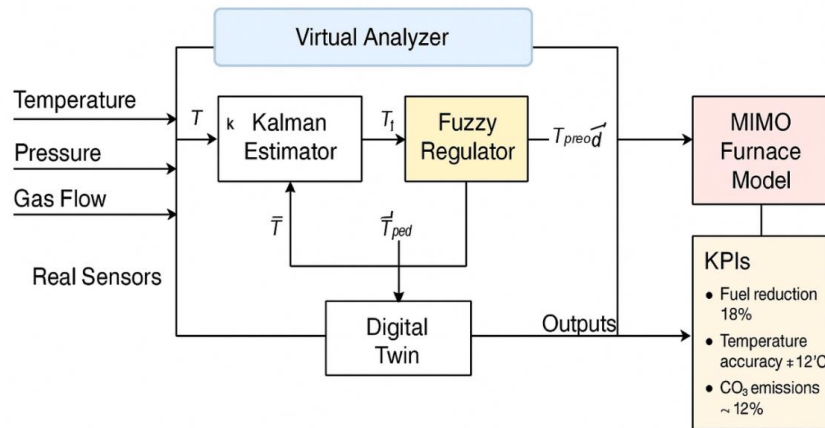 Virtual Analyzer
Temperature
Pressure
Gas Flow
Real Sensors
T
k
Kalman
Estimator
T₁
Fuzzy
Regulator
T̅
Digital
Twin
Outputs
MIMO
Furnace
Model
KPIs
• Fuel reduction
18%
• Temperature
accuracy ±12'C
• CO₃ emissions
~ 12%